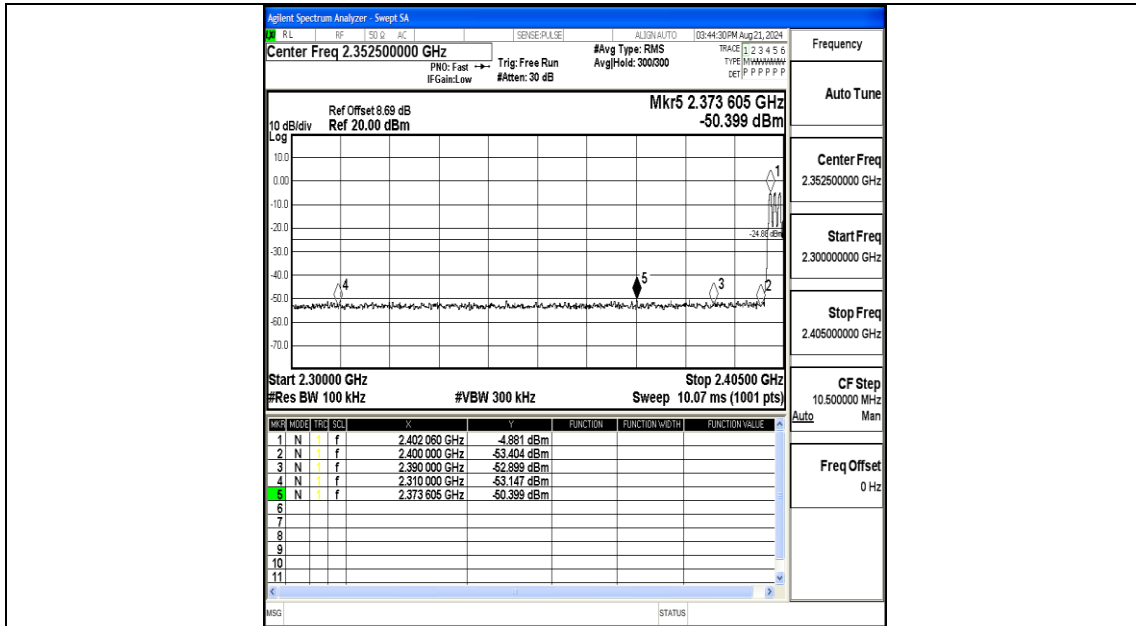 Agilent Spectrum Analyzer - Swept SA
RL RF 50 Ω AC SENSE:PULSE ALIGN AUTO 03:44:30 PM Aug 21, 2024
Center Freq 2.352500000 GHz
PNO: Fast
IFGain:Low
Trig: Free Run
#Atten: 30 dB
#Avg Type: RMS
Avg|Hold: 300/300
TRACE 1 2 3 4 5 6
TYPE MWWWWW
DET P P P P P P
Mkr5 2.373 605 GHz
-50.399 dBm
Ref Offset 8.69 dB
10 dB/div Ref 20.00 dBm
Log
10.0
0.00
-10.0
-20.0
-30.0
-40.0
-50.0
-60.0
-70.0
1
-24.88 dBm
4
5
3
2
Start 2.30000 GHz Stop 2.40500 GHz
#Res BW 100 kHz #VBW 300 kHz Sweep 10.07 ms (1001 pts)
MKR MODE TRC SCL X Y FUNCTION FUNCTION WIDTH FUNCTION VALUE
1 N 1 f 2.402 060 GHz -4.881 dBm
2 N 1 f 2.400 000 GHz -53.404 dBm
3 N 1 f 2.390 000 GHz -52.899 dBm
4 N 1 f 2.310 000 GHz -53.147 dBm
5 N 1 f 2.373 605 GHz -50.399 dBm
6
7
8
9
10
11
MSG STATUS
Frequency
Auto Tune
Center Freq
2.352500000 GHz
Start Freq
2.300000000 GHz
Stop Freq
2.405000000 GHz
CF Step
10.500000 MHz
Auto Man
Freq Offset
0 Hz